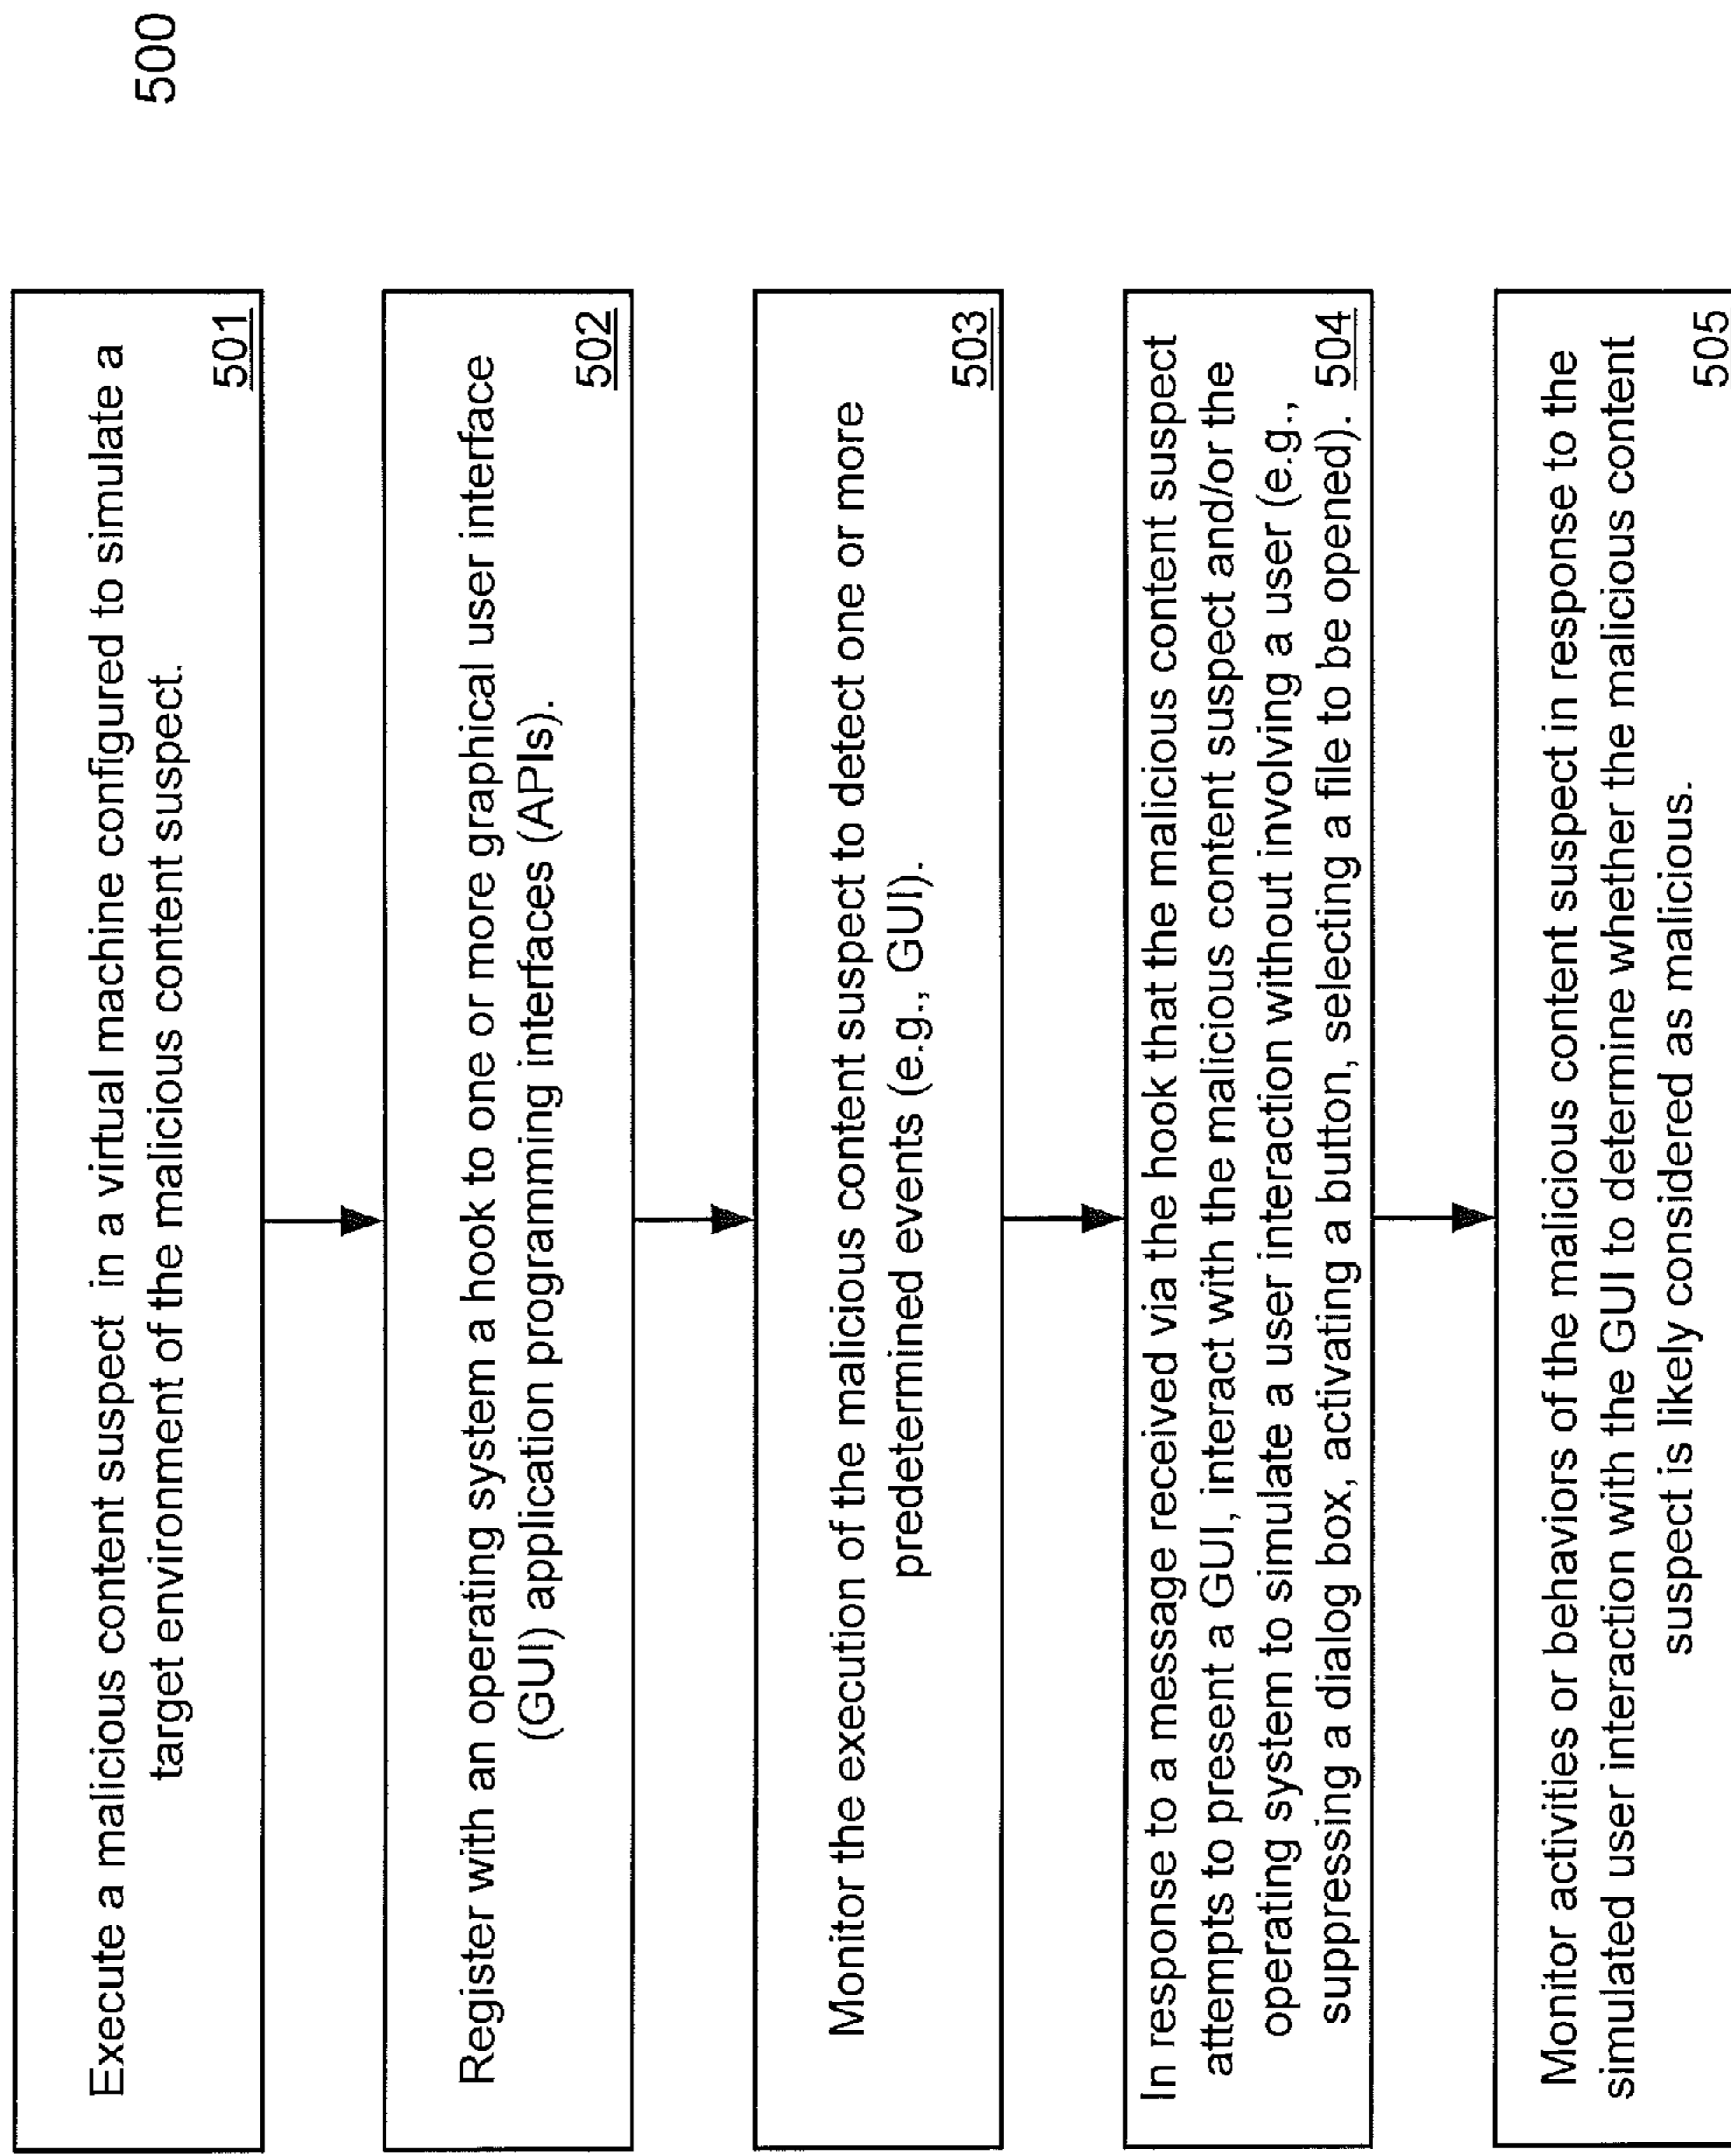 500
Execute a malicious content suspect in a virtual machine configured to simulate a
target environment of the malicious content suspect.
501
Register with an operating system a hook to one or more graphical user interface
(GUI) application programming interfaces (APIs).
502
Monitor the execution of the malicious content suspect to detect one or more
predetermined events (e.g., GUI).
503
In response to a message received via the hook that the malicious content suspect
attempts to present a GUI, interact with the malicious content suspect and/or the
operating system to simulate a user interaction without involving a user (e.g.,
suppressing a dialog box, activating a button, selecting a file to be opened). 504
Monitor activities or behaviors of the malicious content suspect in response to the
simulated user interaction with the GUI to determine whether the malicious content
suspect is likely considered as malicious.
505